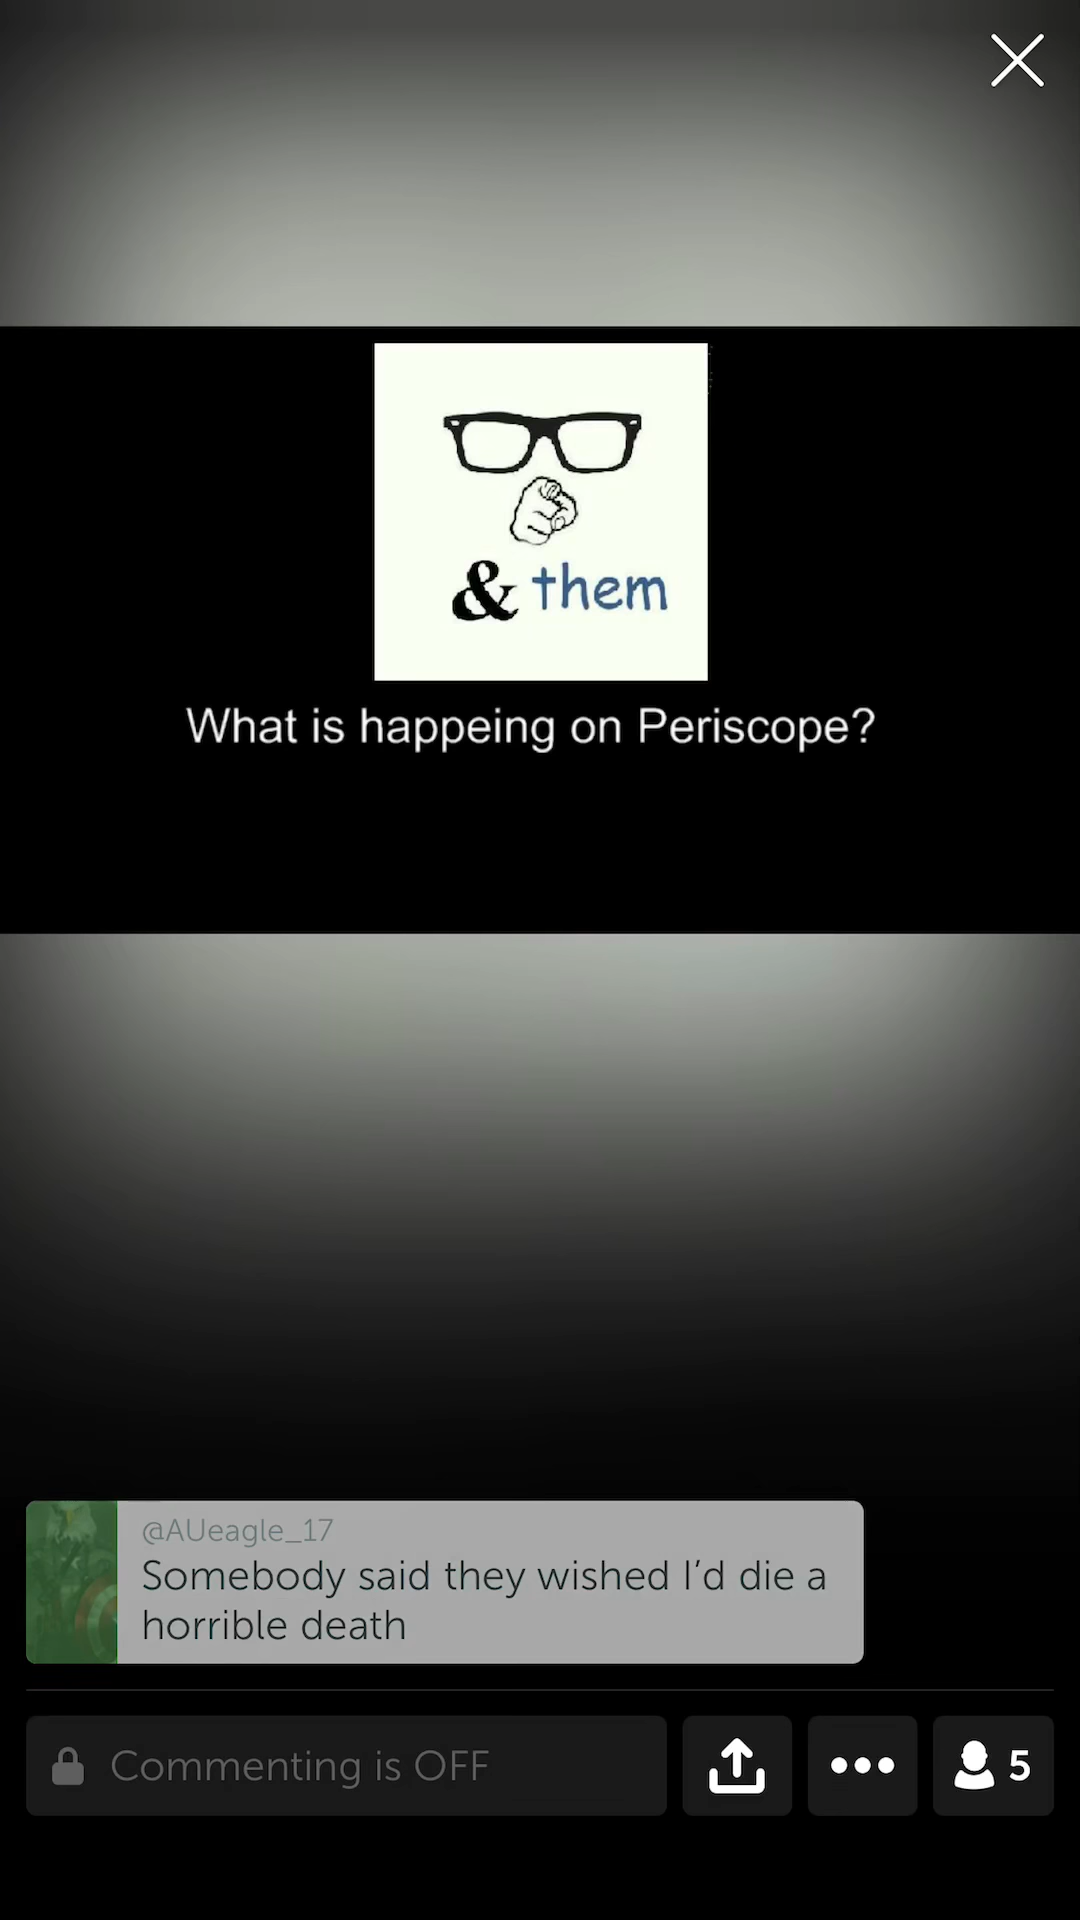 & them
What is happeing on Periscope?
@AUeagle_17
Somebody said they wished I’d die a
horrible death
Commenting is OFF
5